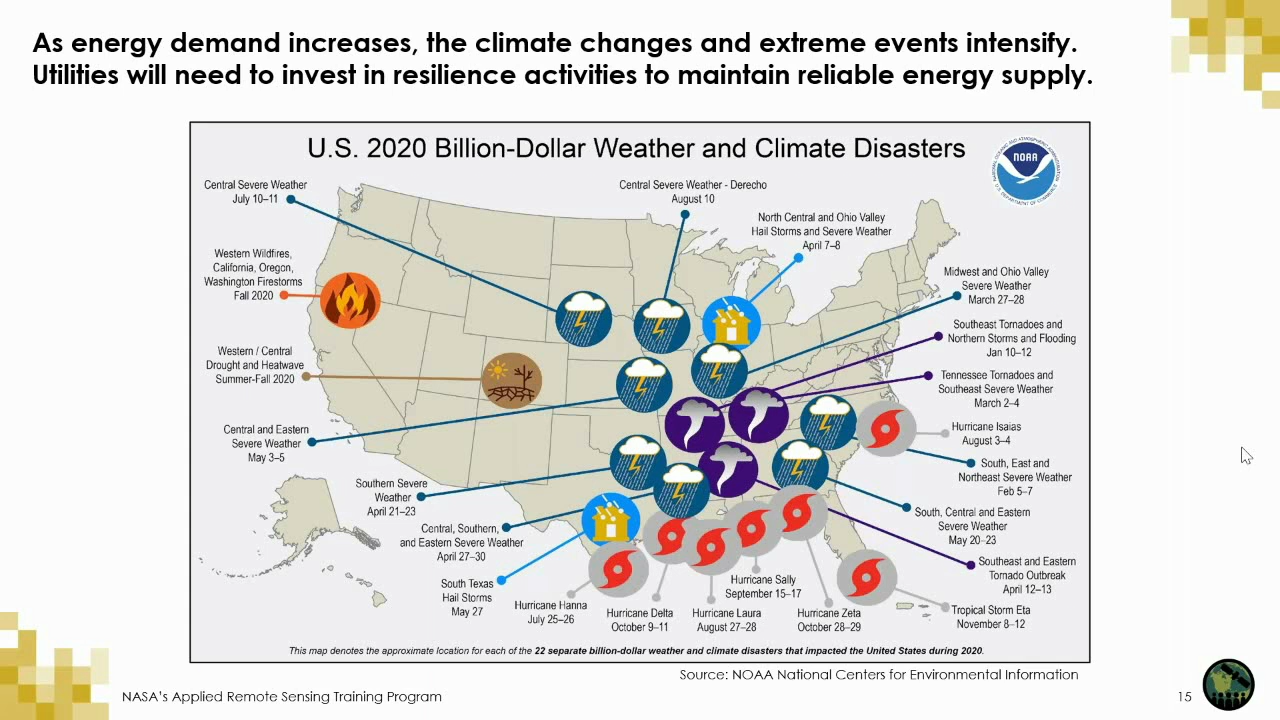 As energy demand increases, the climate changes and extreme events intensify.
Utilities will need to invest in resilience activities to maintain reliable energy supply.
U.S. 2020 Billion-Dollar Weather and Climate Disasters
NOAA
Central Severe Weather
July 10–11
Central Severe Weather - Derecho
August 10
North Central and Ohio Valley
Hail Storms and Severe Weather
April 7–8
Western Wildfires,
California, Oregon,
Washington Firestorms
Fall 2020
Midwest and Ohio Valley
Severe Weather
March 27–28
Southeast Tornadoes and
Northern Storms and Flooding
Jan 10–12
Western / Central
Drought and Heatwave
Summer-Fall 2020
Tennessee Tornadoes and
Southeast Severe Weather
March 2–4
Hurricane Isaias
August 3–4
Central and Eastern
Severe Weather
May 3–5
South, East and
Northeast Severe Weather
Feb 5–7
Southern Severe
Weather
April 21–23
South, Central and Eastern
Severe Weather
May 20–23
Central, Southern,
and Eastern Severe Weather
April 27–30
Southeast and Eastern
Tornado Outbreak
April 12–13
South Texas
Hail Storms
May 27
Hurricane Hanna
July 25–26
Hurricane Delta
October 9–11
Hurricane Laura
August 27–28
Hurricane Sally
September 15–17
Hurricane Zeta
October 28–29
Tropical Storm Eta
November 8–12
This map denotes the approximate location for each of the 22 separate billion-dollar weather and climate disasters that impacted the United States during 2020.
Source: NOAA National Centers for Environmental Information
NASA's Applied Remote Sensing Training Program
15